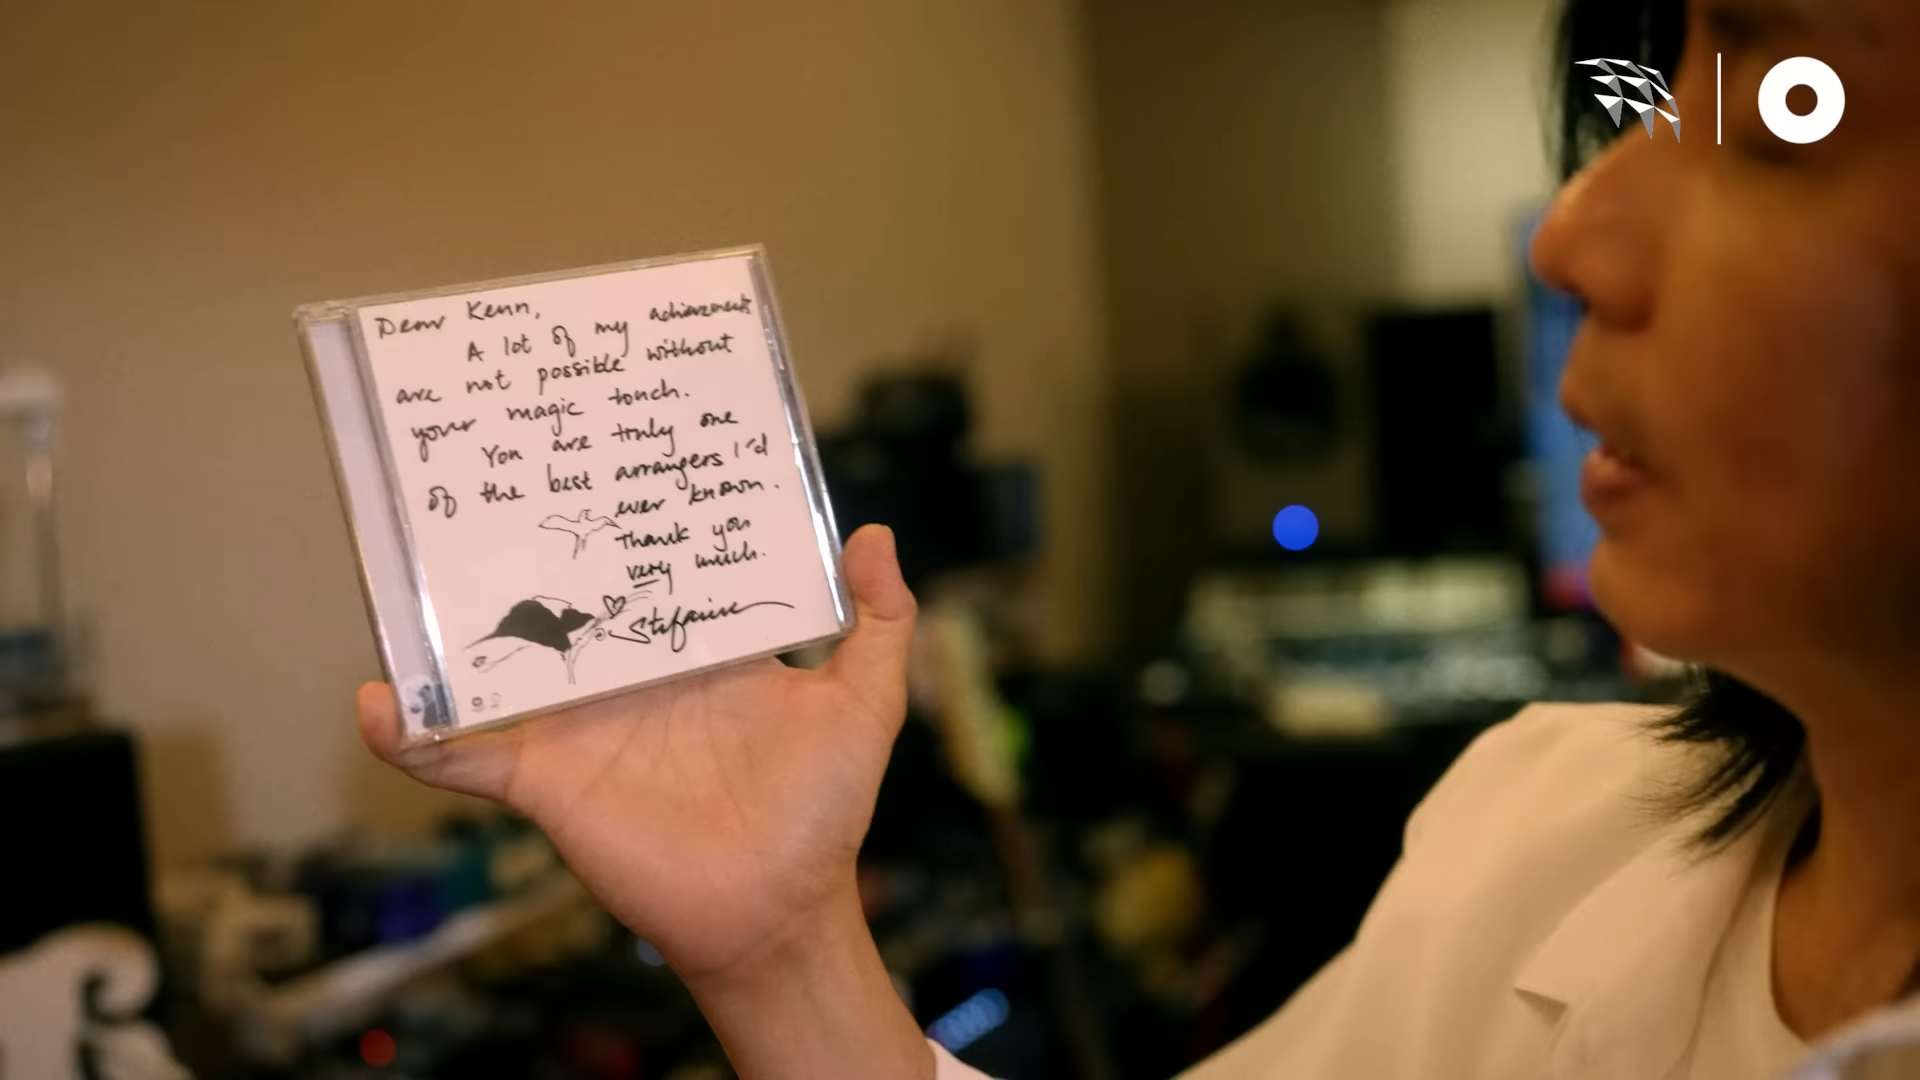 Dear Kenn,
A lot of my achievements
are not possible without
your magic touch.
You are truly one
of the best arrangers I'd
ever known.
Thank you
very much.
Stefanie